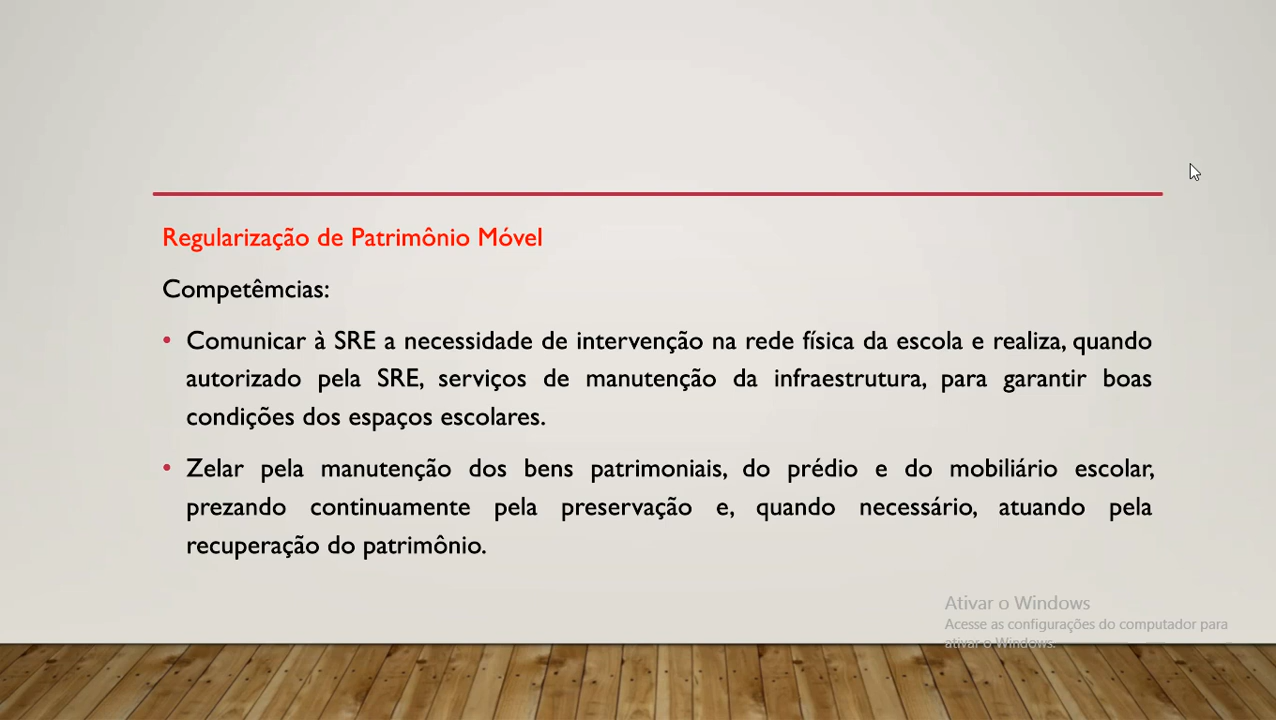 Regularização de Patrimônio Móvel
Competêmcias:
• Comunicar à SRE a necessidade de intervenção na rede física da escola e realiza, quando
autorizado pela SRE, serviços de manutenção da infraestrutura, para garantir boas
condições dos espaços escolares.
• Zelar pela manutenção dos bens patrimoniais, do prédio e do mobiliário escolar,
prezando continuamente pela preservação e, quando necessário, atuando pela
recuperação do patrimônio.
Ativar o Windows
Acesse as configurações do computador para
ativar o Windows.